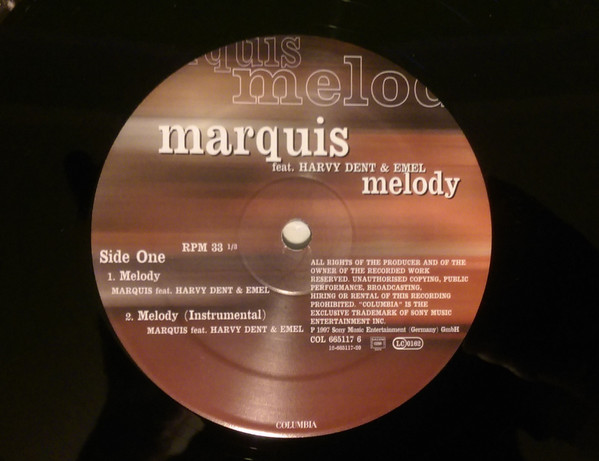 quis
melod
marquis
feat. HARVY DENT & EMEL
melody
Side One
RPM 33 1/3
1. Melody
MARQUIS feat. HARVY DENT & EMEL
2. Melody (Instrumental)
MARQUIS feat. HARVY DENT & EMEL
ALL RIGHTS OF THE PRODUCER AND OF THE
OWNER OF THE RECORDED WORK
RESERVED. UNAUTHORISED COPYING, PUBLIC
PERFORMANCE, BROADCASTING,
HIRING OR RENTAL OF THIS RECORDING
PROHIBITED. "COLUMBIA" IS THE
EXCLUSIVE TRADEMARK OF SONY MUSIC
ENTERTAINMENT INC.
P 1997 Sony Music Entertainment (Germany) GmbH
COL 665117 6
LC 0162
COLUMBIA